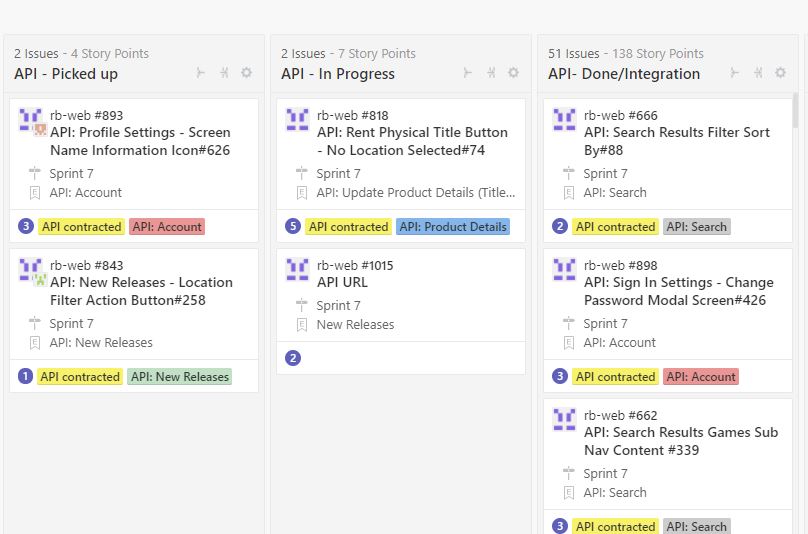 2 Issues - 4 Story Points
API - Picked up
rb-web #893
API: Profile Settings - Screen
Name Information Icon#626
Sprint 7
API: Account
3 API contracted API: Account
rb-web #843
API: New Releases - Location
Filter Action Button#258
Sprint 7
API: New Releases
1 API contracted API: New Releases
2 Issues - 7 Story Points
API - In Progress
rb-web #818
API: Rent Physical Title Button
- No Location Selected#74
Sprint 7
API: Update Product Details (Title...
5 API contracted API: Product Details
rb-web #1015
API URL
Sprint 7
New Releases
2
51 Issues - 138 Story Points
API- Done/Integration
rb-web #666
API: Search Results Filter Sort
By#88
Sprint 7
API: Search
2 API contracted API: Search
rb-web #898
API: Sign In Settings - Change
Password Modal Screen#426
Sprint 7
API: Account
3 API contracted API: Account
rb-web #662
API: Search Results Games Sub
Nav Content #339
Sprint 7
API: Search
3 API contracted API: Search